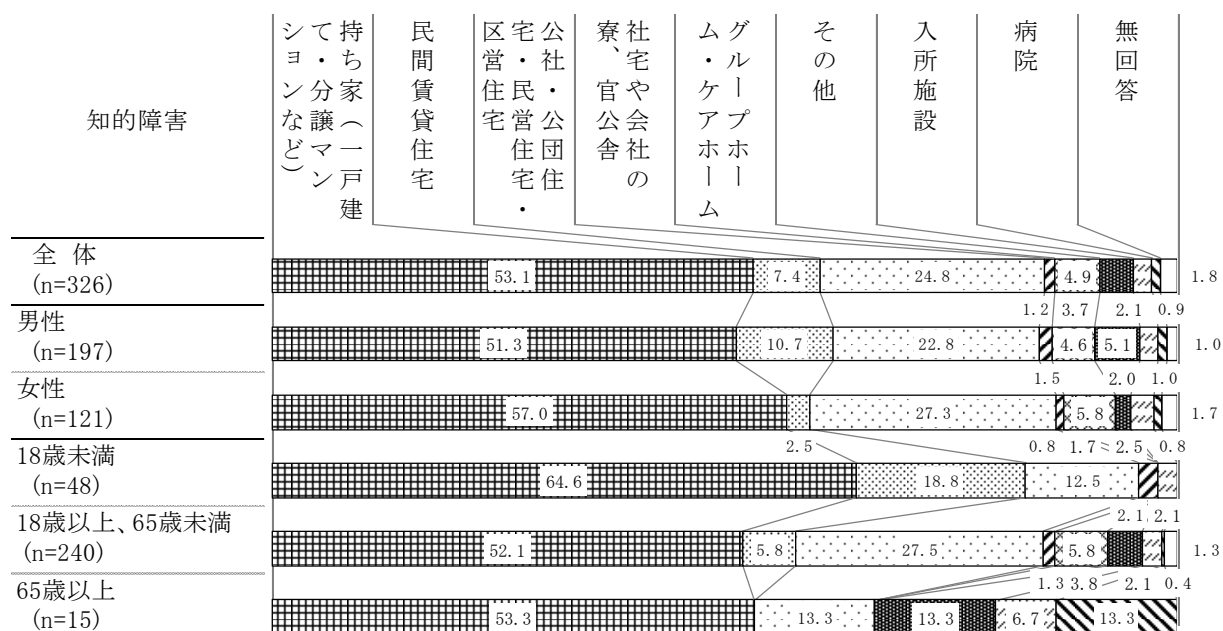 知的障害
持ち家（一戸建
て・分譲マン
ションなど）
民間賃貸住宅
公社・公団住
宅・民営住宅・
区営住宅
社宅や会社の
寮、官公舎
グループホー
ム・ケアホーム
その他
入所施設
病院
無回答
全 体
(n=326)
53.1 7.4 24.8 4.9 1.8
1.2 3.7 2.1 0.9
男性
(n=197)
51.3 10.7 22.8 4.6 5.1 1.0
1.5 2.0 1.0
女性
(n=121)
57.0 27.3 5.8 1.7
2.5 0.8 1.7 2.5 0.8
18歳未満
(n=48)
64.6 18.8 12.5
2.1 2.1
18歳以上、65歳未満
(n=240)
52.1 5.8 27.5 5.8 1.3
1.3 3.8 2.1 0.4
65歳以上
(n=15)
53.3 13.3 13.3 6.7 13.3